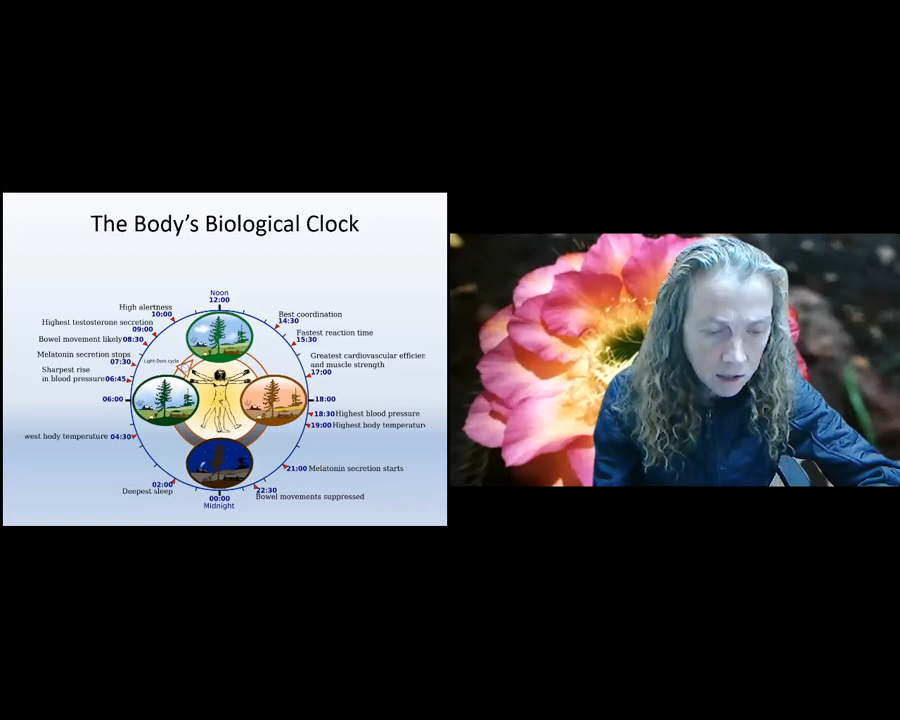 The Body's Biological Clock
Noon
12:00
High alertness
10:00
Highest testosterone secretion
09:00
Bowel movement likely 08:30
Melatonin secretion stops
07:30
Sharpest rise
in blood pressure 06:45
06:00
west body temperature 04:30
02:00
Deepest sleep
Light-Dark cycle
Best coordination
14:30
Fastest reaction time
15:30
Greatest cardiovascular efficien
and muscle strength
17:00
18:00
18:30 Highest blood pressure
19:00 Highest body temperatur
21:00 Melatonin secretion starts
22:30
Bowel movements suppressed
00:00
Midnight